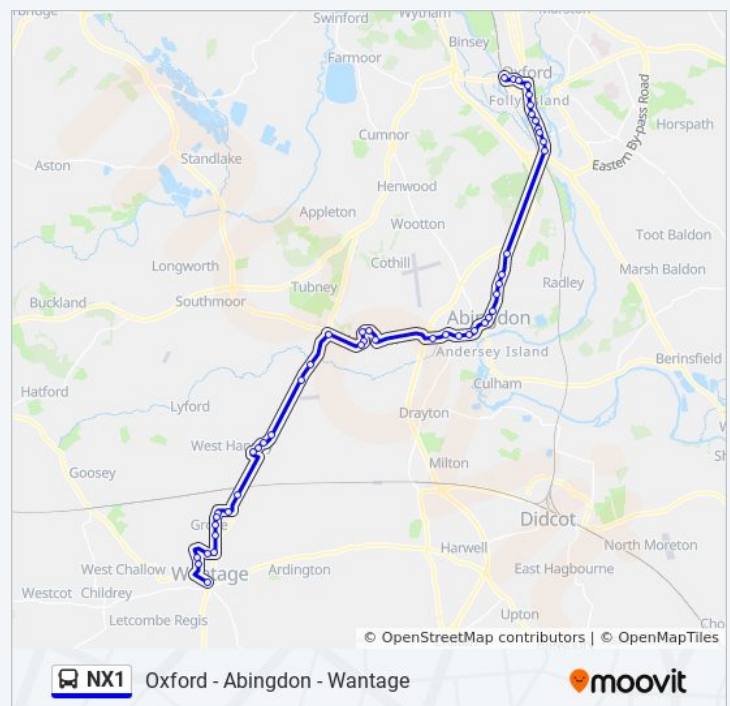 Swinford
Wytham
Marston
Binsey
Farmoor
Oxford
Folly Island
Cumnor
Horspath
Eastern By-pass Road
Aston
Standlake
Henwood
Appleton
Wootton
Toot Baldon
Longworth
Cothill
Radley
Marsh Baldon
Buckland
Southmoor
Tubney
Abingdon
Andersey Island
Berinsfield
Hatford
Culham
Lyford
Drayton
West Han
Goosey
Milton
Didcot
Grove
North Moreton
Harwell
West Challow
Wantage
Ardington
East Hagbourne
Westcot
Childrey
Letcombe Regis
Upton
Cho
© OpenStreetMap contributors | © OpenMapTiles
NX1 Oxford - Abingdon - Wantage
moovit